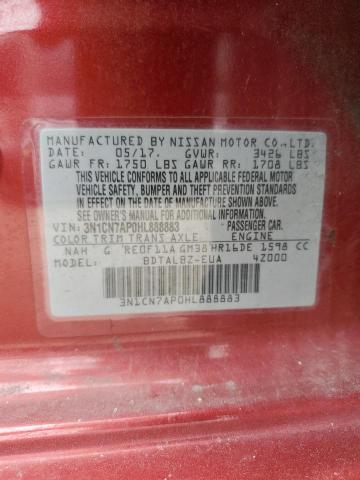 MANUFACTURED BY NISSAN MOTOR CO.,LTD.
DATE: 05/17. GVWR: 3426 LBS
GAWR FR: 1750 LBS GAWR RR: 1708 LBS
THIS VEHICLE CONFORMS TO ALL APPLICABLE FEDERAL MOTOR
VEHICLE SAFETY, BUMPER AND THEFT PREVENTION STANDARDS
IN EFFECT ON THE DATE OF MANUFACTURE SHOWN ABOVE.
SEE OWNER'S MANUAL FOR ADDITIONAL INFORMATION.
VIN: 3N1CN7AP0HL888883 PASSENGER CAR.
COLOR TRIM TRANS AXLE ENGINE
NAH G RE0F11A GM38 HR16DE 1598 CC
BDTALBZ-EUA 4Z000
3N1CN7AP0HL888883